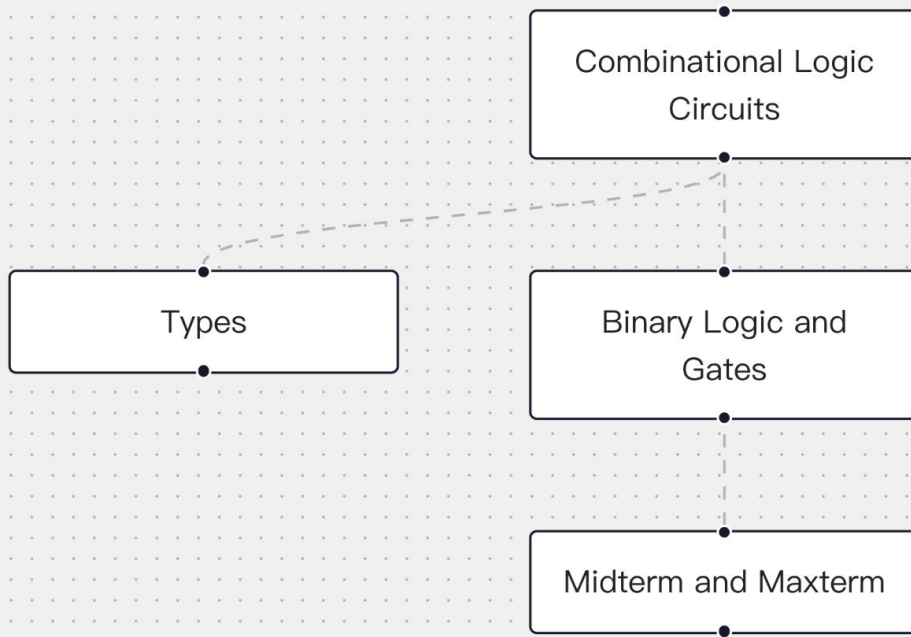 Combinational Logic
Circuits
Types
Binary Logic and
Gates
Midterm and Maxterm